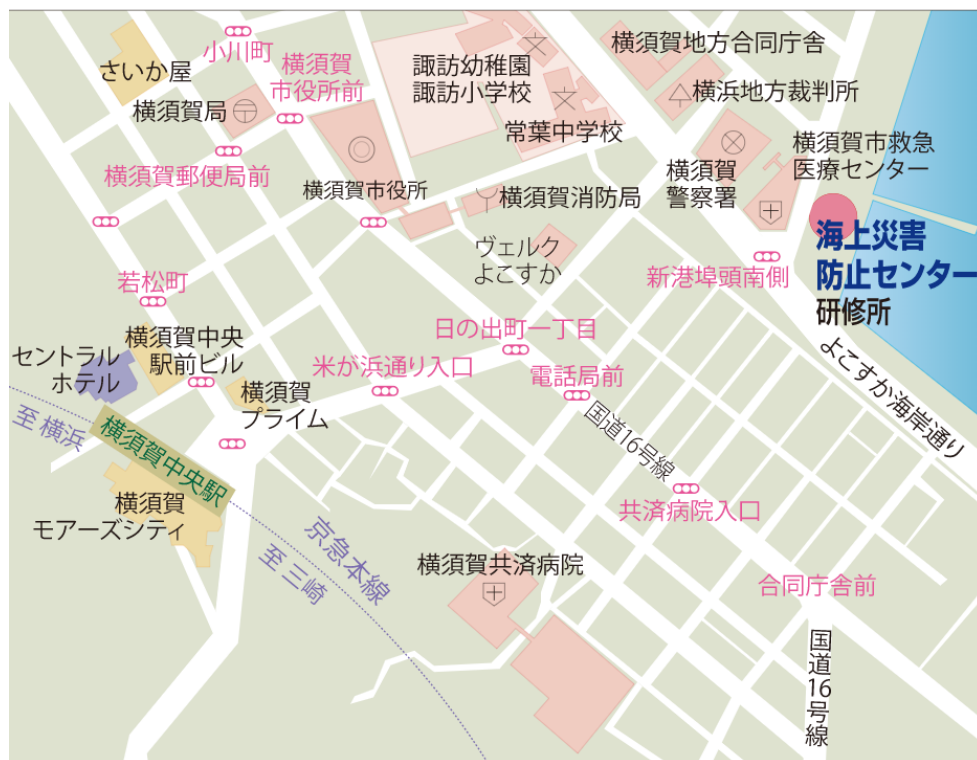 小川町
さいか屋
横須賀
市役所前
諏訪幼稚園
諏訪小学校
横須賀地方合同庁舎
横浜地方裁判所
横須賀局
常葉中学校
横須賀市救急
医療センター
横須賀郵便局前
横須賀市役所
横須賀消防局
横須賀
警察署
ヴェルク
よこすか
海上災害
防止センター
研修所
新港埠頭南側
若松町
横須賀中央
駅前ビル
日の出町一丁目
よこすか海岸通り
セントラル
ホテル
米が浜通り入口
電話局前
横須賀
プライム
至 横浜
横須賀中央駅
国道16号線
横須賀
モアーズシティ
共済病院入口
京急本線
至 三崎
横須賀共済病院
合同庁舎前
国道16号線